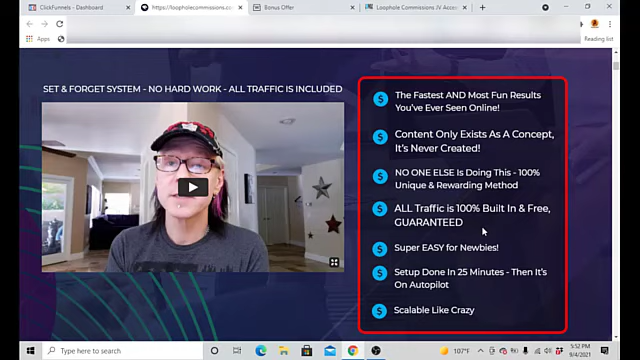 ClickFunnels - Dashboard
https://loopholecommissions.co
Bonus Offer
Loophole Commissions JV Acces
Apps
Reading list
SET & FORGET SYSTEM - NO HARD WORK - ALL TRAFFIC IS INCLUDED
The Fastest AND Most Fun Results
You've Ever Seen Online!
Content Only Exists As A Concept,
It's Never Created!
NO ONE ELSE Is Doing This - 100%
Unique & Rewarding Method
ALL Traffic is 100% Built In & Free,
GUARANTEED
Super EASY for Newbies!
Setup Done In 25 Minutes - Then It's
On Autopilot
Scalable Like Crazy
Type here to search
107°F
5:52 PM
9/4/2021